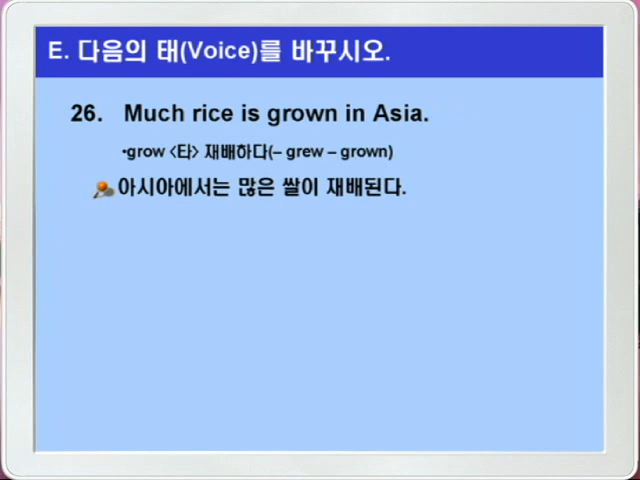 E. 다음의 태(Voice)를 바꾸시오.
26. Much rice is grown in Asia.
•grow <타> 재배하다(– grew – grown)
아시아에서는 많은 쌀이 재배된다.